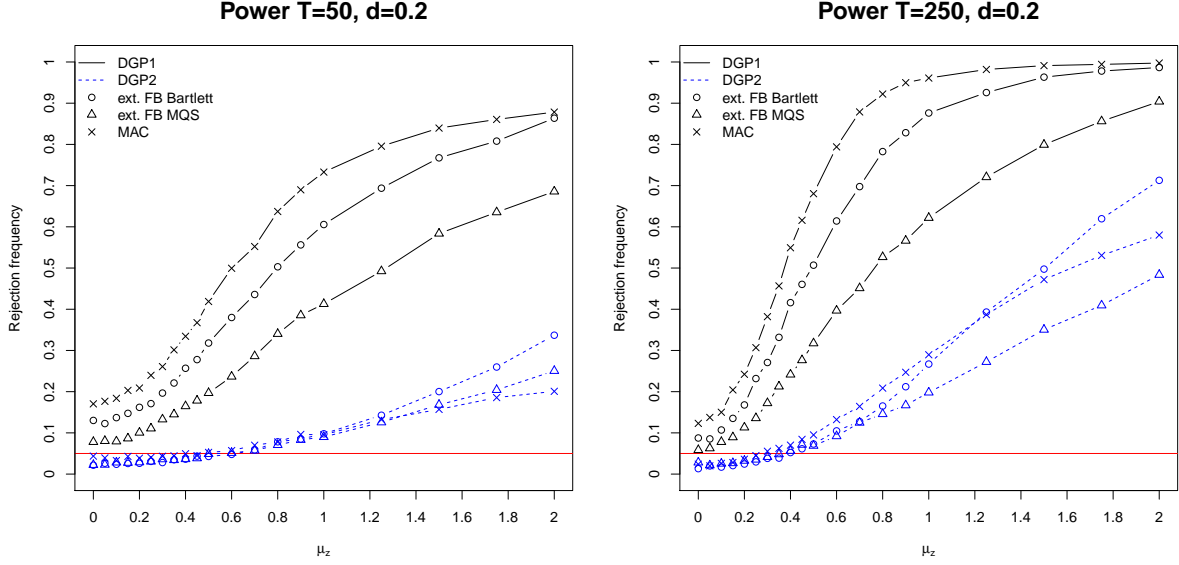 Power T=50, d=0.2
DGP1
DGP2
ext. FB Bartlett
ext. FB MQS
MAC
Rejection frequency
1
0.9
0.8
0.7
0.6
0.5
0.4
0.3
0.2
0.1
0
0 0.2 0.4 0.6 0.8 1 1.2 1.4 1.6 1.8 2
μz
Power T=250, d=0.2
DGP1
DGP2
ext. FB Bartlett
ext. FB MQS
MAC
Rejection frequency
1
0.9
0.8
0.7
0.6
0.5
0.4
0.3
0.2
0.1
0
0 0.2 0.4 0.6 0.8 1 1.2 1.4 1.6 1.8 2
μz